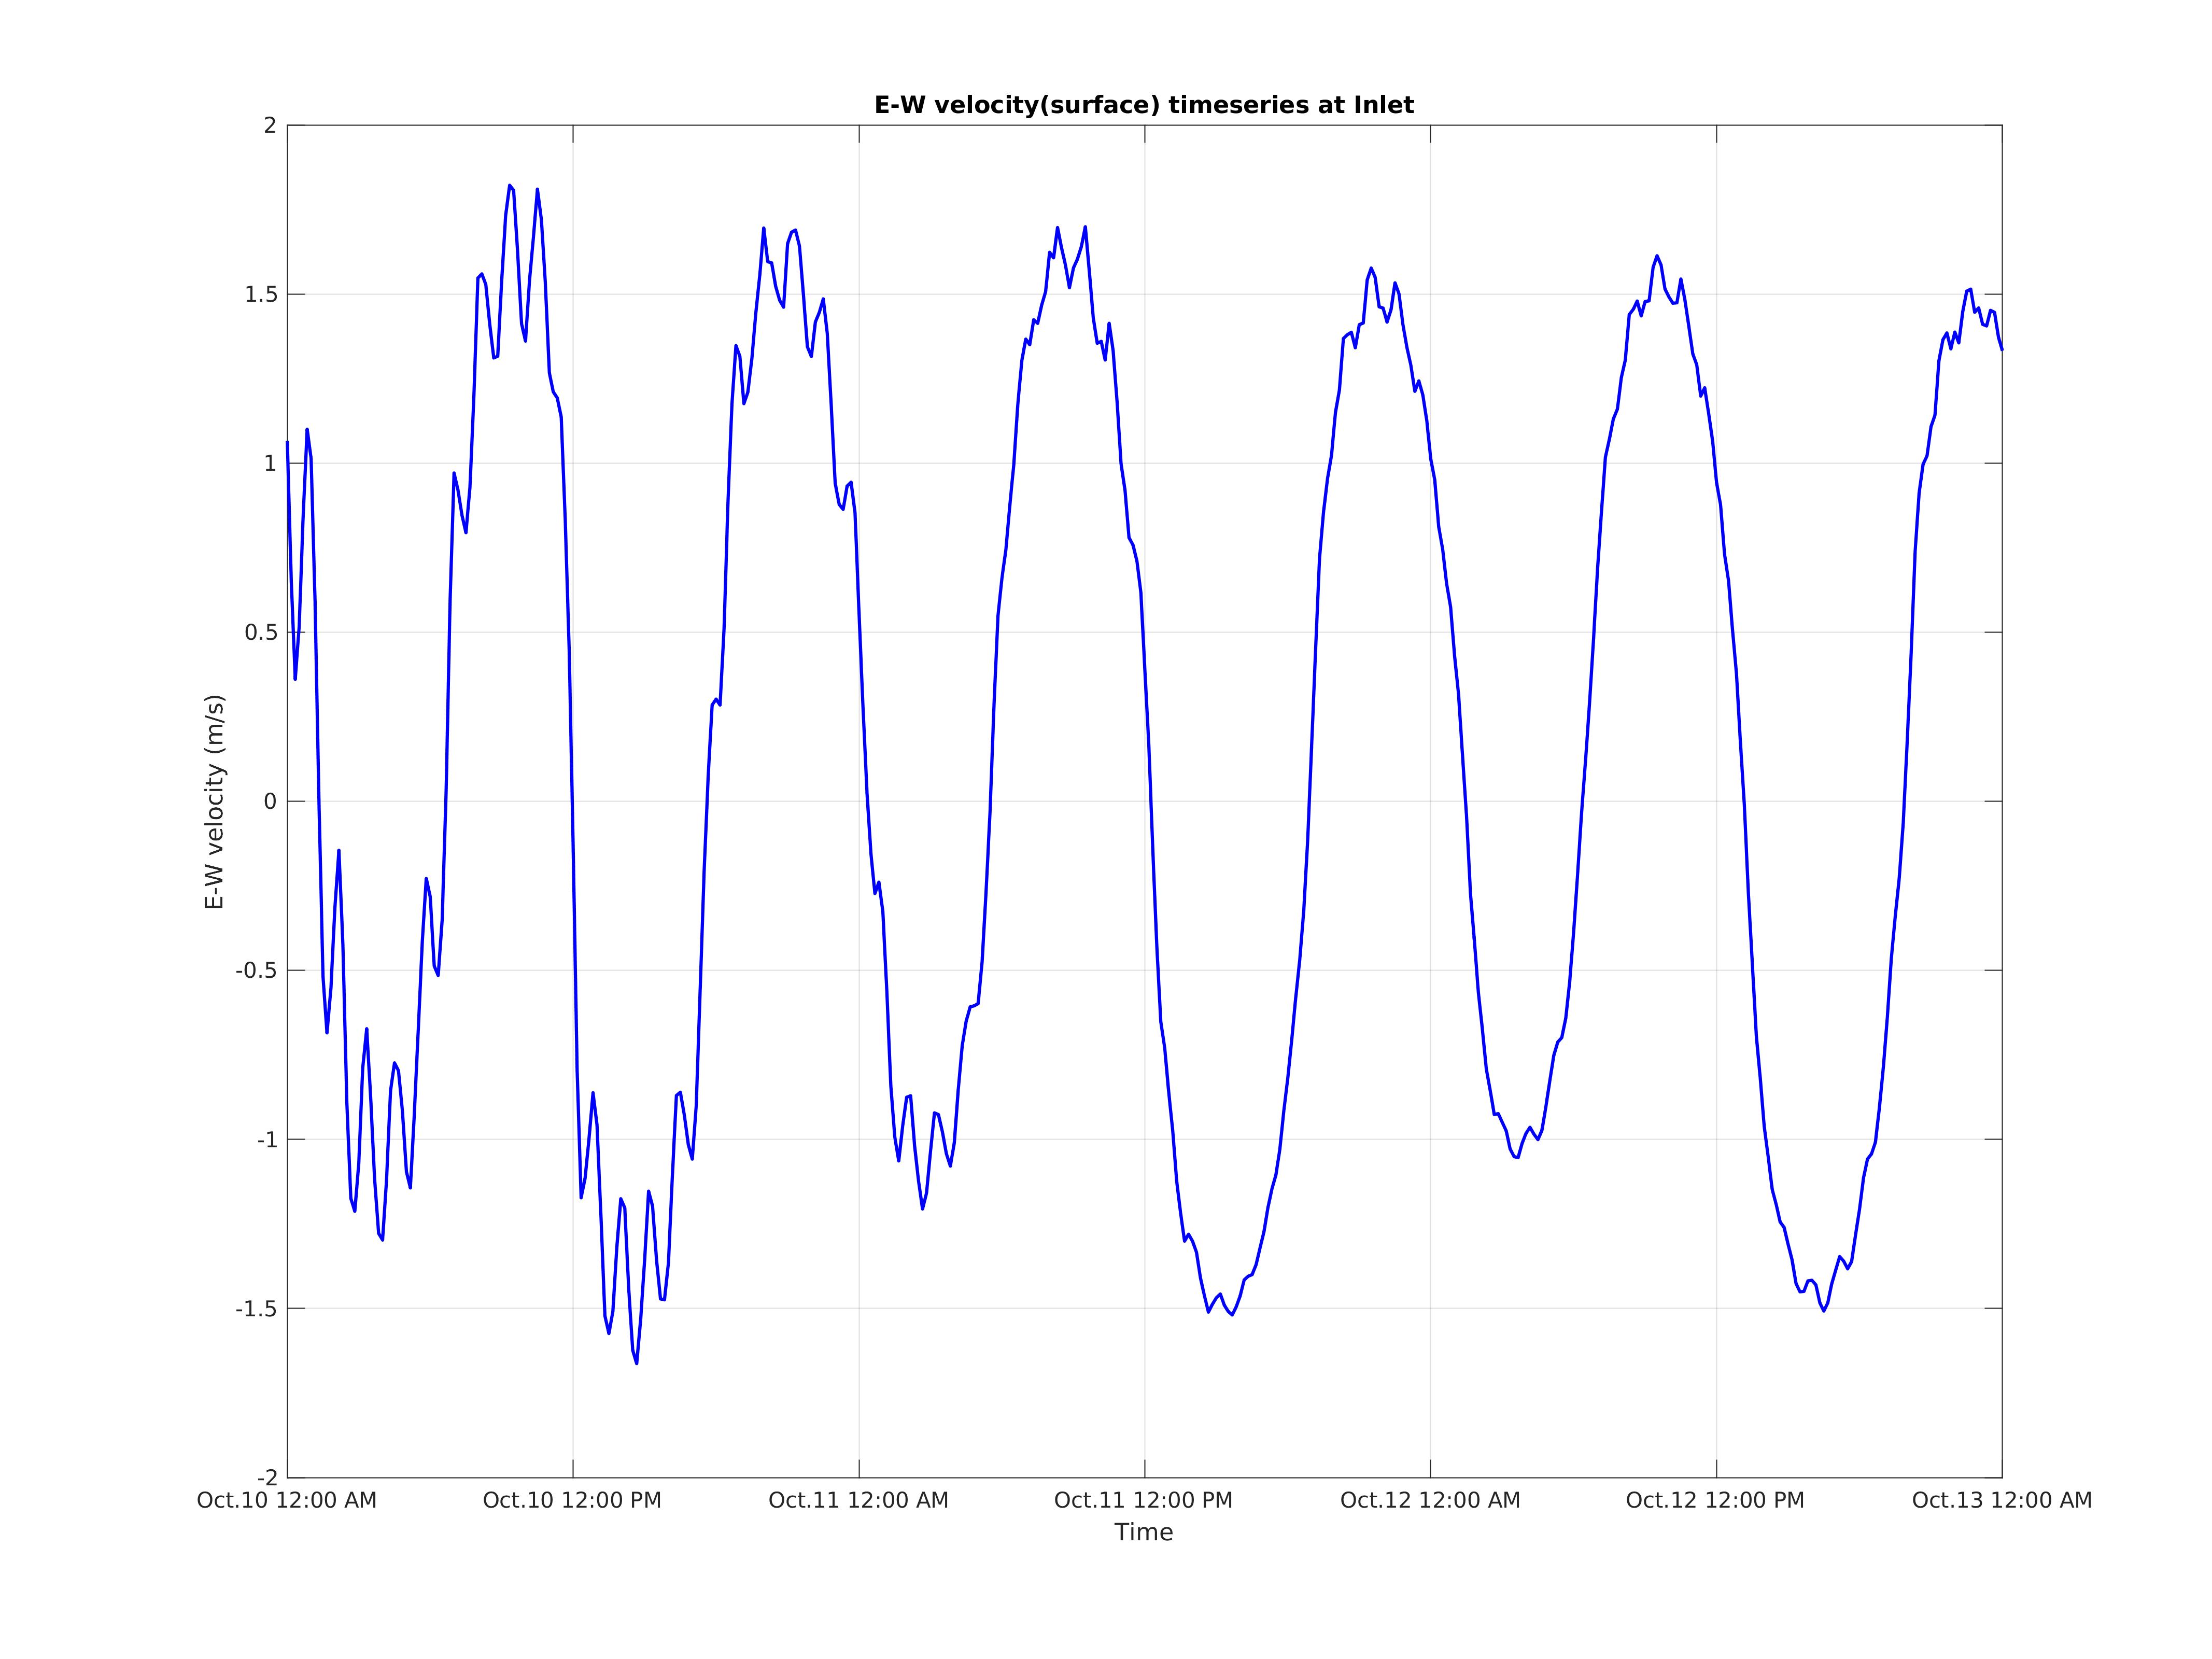 E-W velocity(surface) timeseries at Inlet
2
1.5
1
0.5
0
-0.5
-1
-1.5
-2
E-W velocity (m/s)
Oct.10 12:00 AM Oct.10 12:00 PM Oct.11 12:00 AM Oct.11 12:00 PM Oct.12 12:00 AM Oct.12 12:00 PM Oct.13 12:00 AM
Time